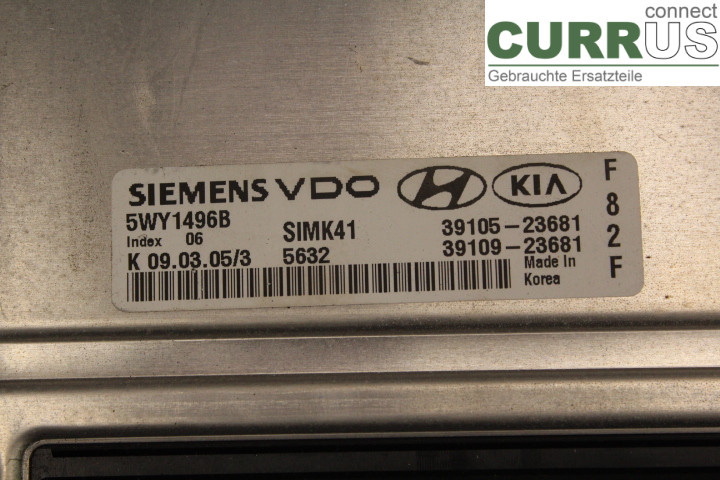 connect
CURRUS
Gebrauchte Ersatzteile
SIEMENS VDO KIA
5WY1496B
Index 06
SIMK41
39105-23681
K 09.03.05/3
5632
39109-23681
Made In
Korea
F
8
2
F